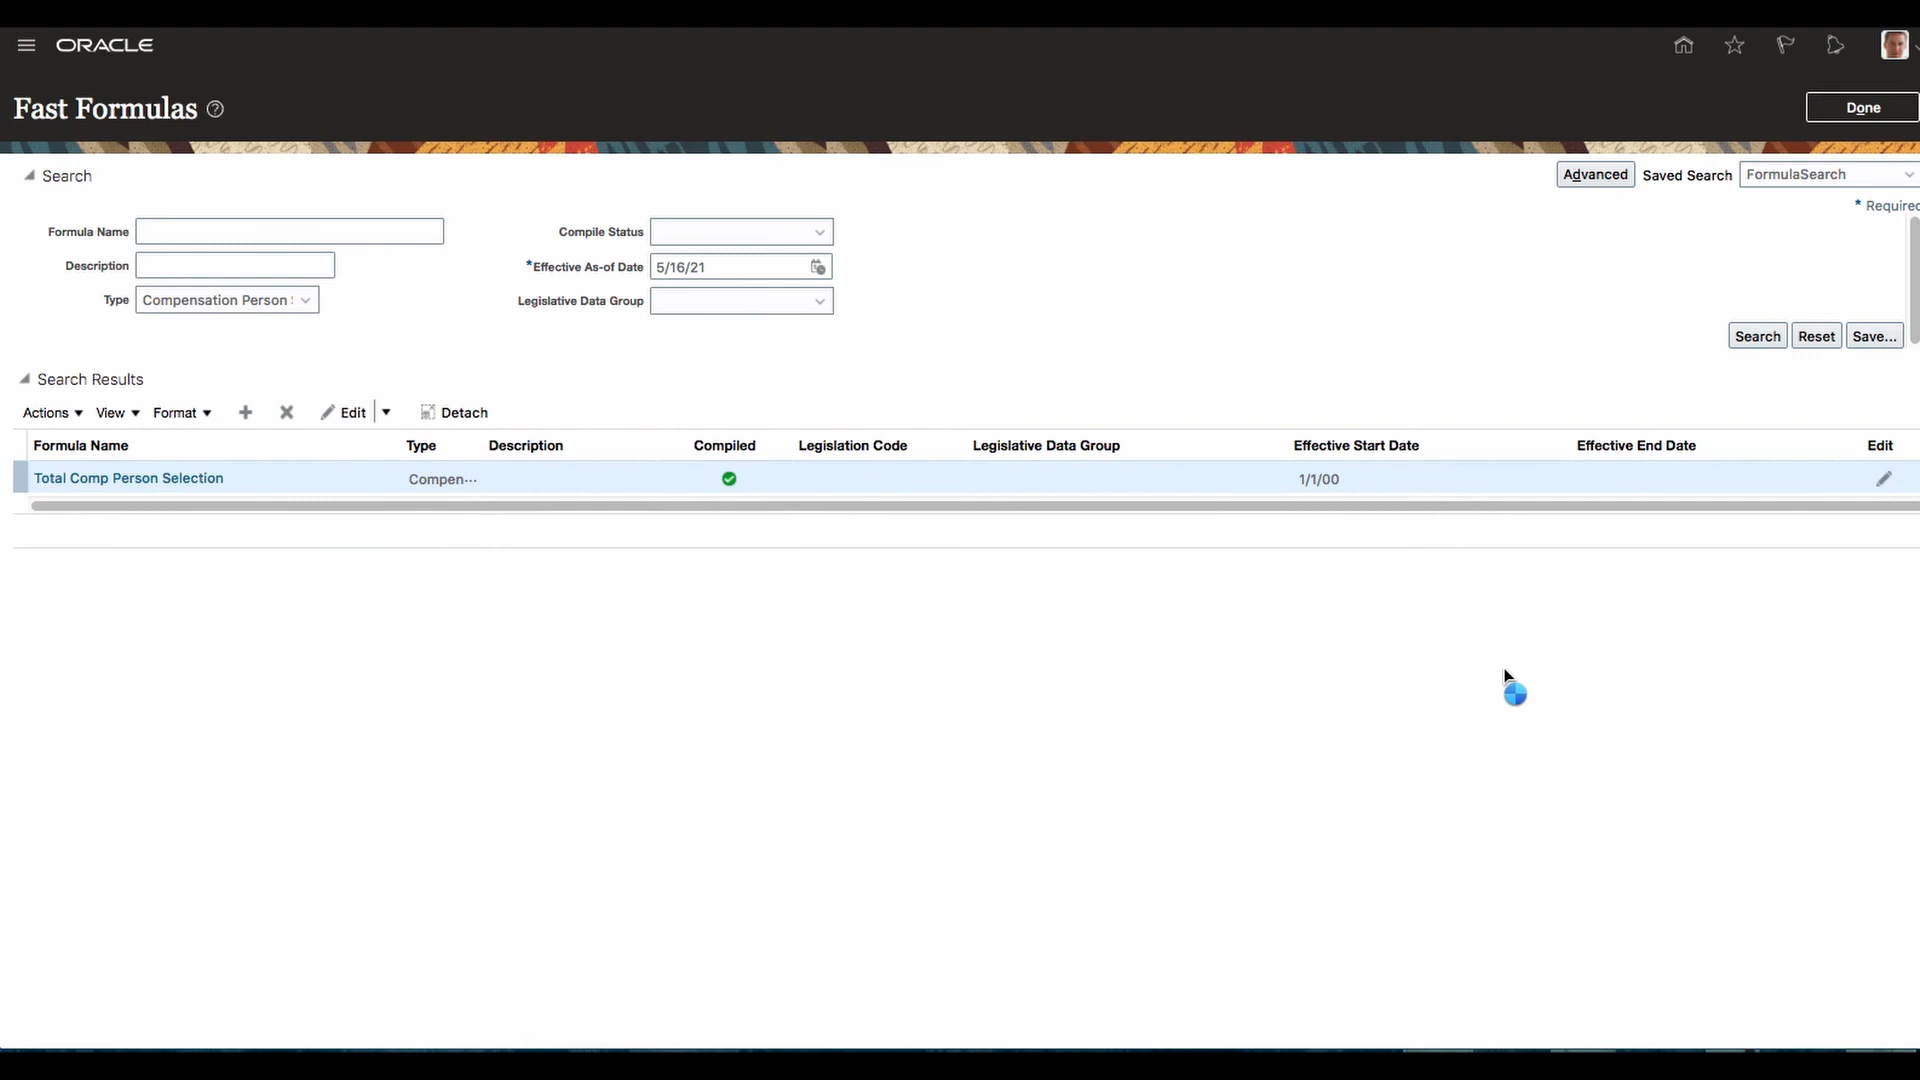 ORACLE
Fast Formulas
Done
Search
Advanced Saved Search FormulaSearch
* Required
Formula Name
Compile Status
Description
*Effective As-of Date 5/16/21
Type Compensation Person
Legislative Data Group
Search Reset Save...
Search Results
Actions View Format Edit Detach
Formula Name Type Description Compiled Legislation Code Legislative Data Group Effective Start Date Effective End Date Edit
Total Comp Person Selection Compen··· 1/1/00